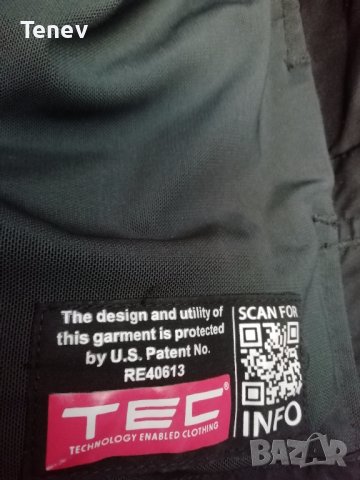 Tenev
The design and utility of
this garment is protected
by U.S. Patent No.
RE40613
TEC®
TECHNOLOGY ENABLED CLOTHING
SCAN FOR
INFO
BAZAR